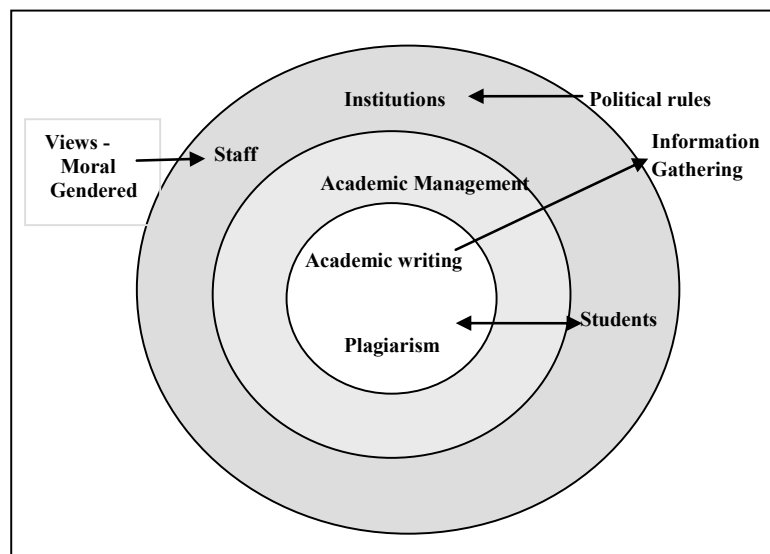 Institutions
Political rules
Views -
Moral
Gendered
Staff
Information
Gathering
Academic Management
Academic writing
Students
Plagiarism